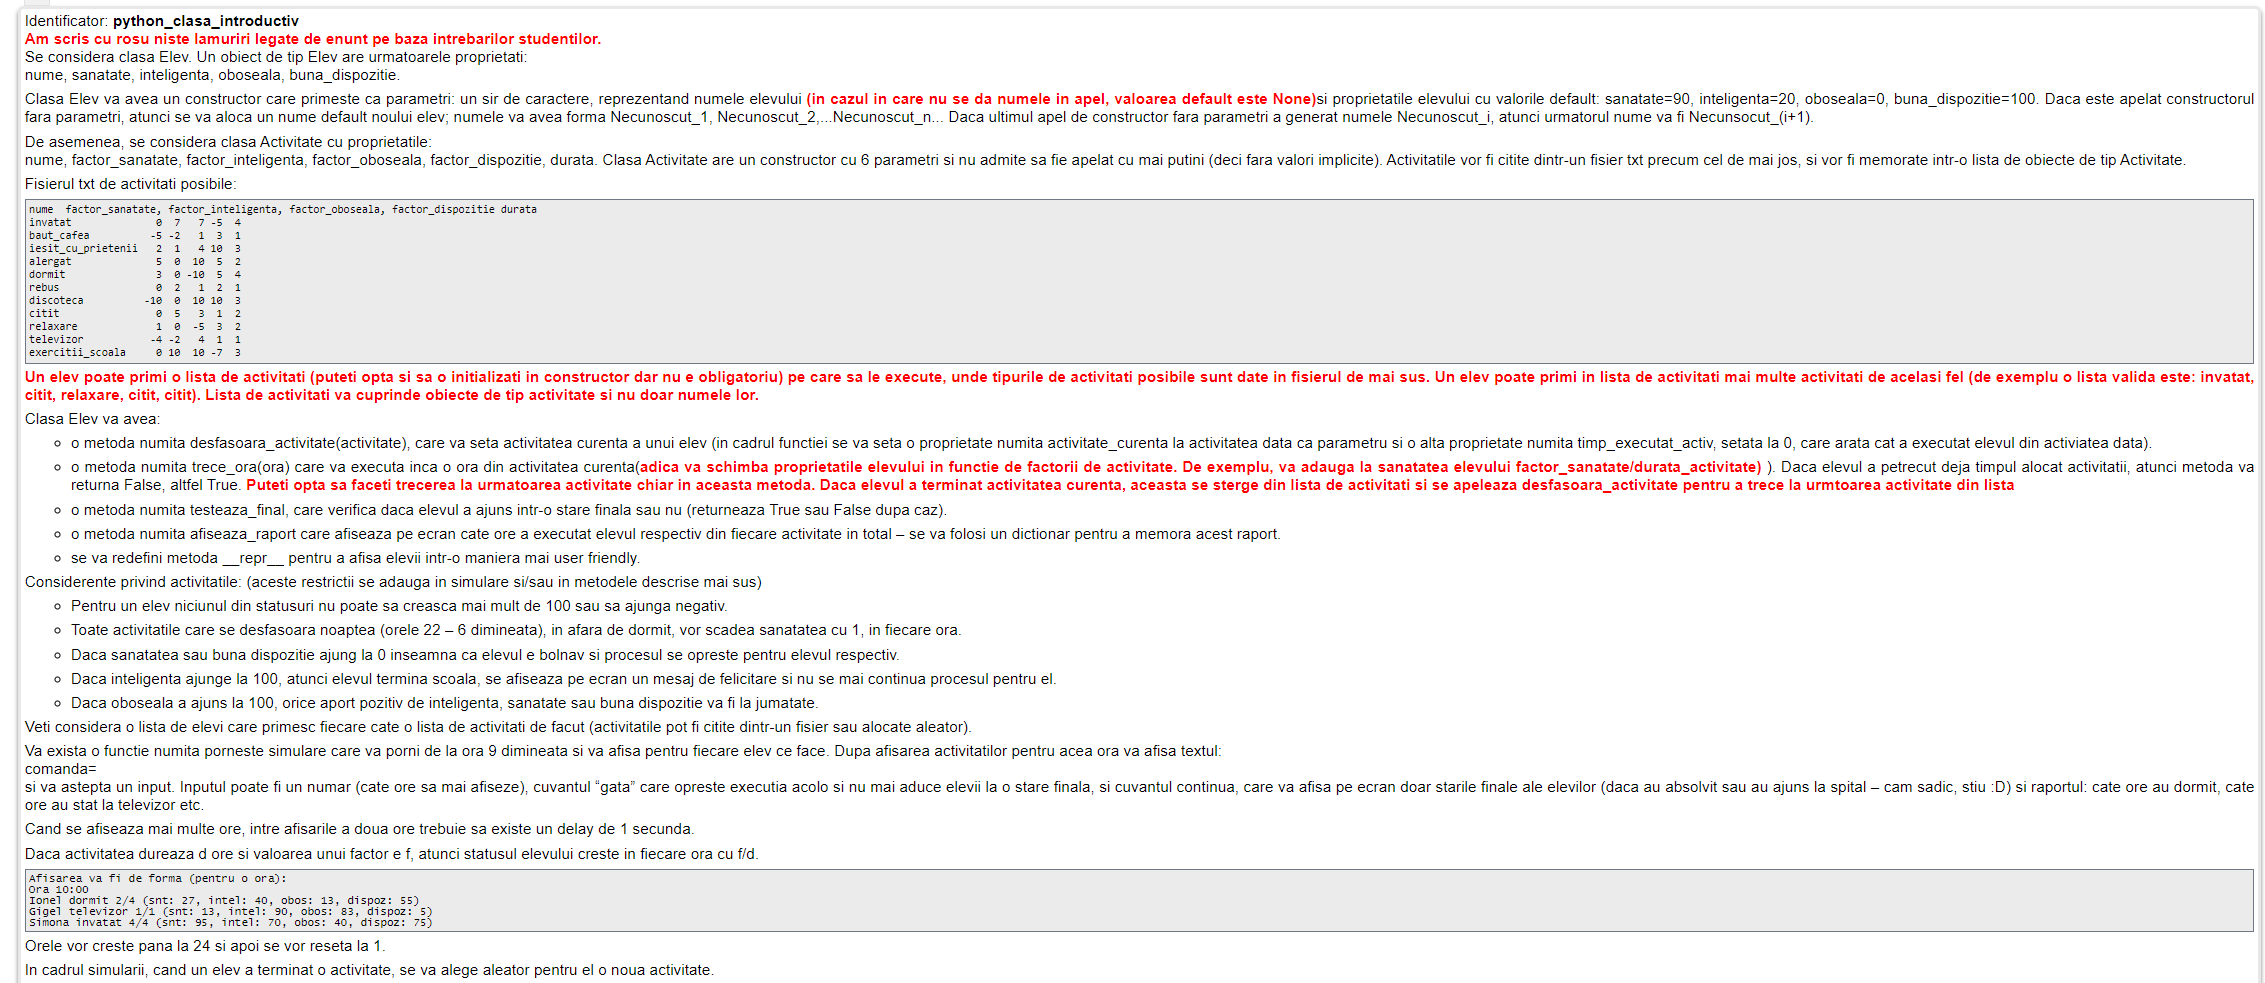 Identificator: python_clasa_introductiv
Am scris cu rosu niste lamuriri legate de enunt pe baza intrebarilor studentilor.
Se considera clasa Elev. Un obiect de tip Elev are urmatoarele proprietati:
nume, sanatate, inteligenta, oboseala, buna_dispozitie.
Clasa Elev va avea un constructor care primeste ca parametri: un sir de caractere, reprezentand numele elevului (in cazul in care nu se da numele in apel, valoarea default este None)si proprietatile elevului cu valorile default: sanatate=90, inteligenta=20, oboseala=0, buna_dispozitie=100. Daca este apelat constructorul
fara parametri, atunci se va aloca un nume default noului elev; numele va avea forma Necunoscut_1, Necunoscut_2,...Necunoscut_n... Daca ultimul apel de constructor fara parametri a generat numele Necunoscut_i, atunci urmatorul nume va fi Necunsocut_(i+1).
De asemenea, se considera clasa Activitate cu proprietatile:
nume, factor_sanatate, factor_inteligenta, factor_oboseala, factor_dispozitie, durata. Clasa Activitate are un constructor cu 6 parametri si nu admite sa fie apelat cu mai putini (deci fara valori implicite). Activitatile vor fi citite dintr-un fisier txt precum cel de mai jos, si vor fi memorate intr-o lista de obiecte de tip Activitate.
Fisierul txt de activitati posibile:
nume  factor_sanatate, factor_inteligenta, factor_oboseala, factor_dispozitie durata
invatat              0  7   7 -5  4
baut_cafea          -5 -2   1  3  1
iesit_cu_prietenii   2  1   4 10  3
alergat              5  0  10  5  2
dormit               3  0 -10  5  4
rebus                0  2   1  2  1
discoteca          -10  0  10 10  3
citit                0  5   3  1  2
relaxare             1  0  -5  3  2
televizor           -4 -2   4  1  1
exercitii_scoala     0 10  10 -7  3
Un elev poate primi o lista de activitati (puteti opta si sa o initializati in constructor dar nu e obligatoriu) pe care sa le execute, unde tipurile de activitati posibile sunt date in fisierul de mai sus. Un elev poate primi in lista de activitati mai multe activitati de acelasi fel (de exemplu o lista valida este: invatat,
citit, relaxare, citit, citit). Lista de activitati va cuprinde obiecte de tip activitate si nu doar numele lor.
Clasa Elev va avea:
o metoda numita desfasoara_activitate(activitate), care va seta activitatea curenta a unui elev (in cadrul functiei se va seta o proprietate numita activitate_curenta la activitatea data ca parametru si o alta proprietate numita timp_executat_activ, setata la 0, care arata cat a executat elevul din activiatea data).
o metoda numita trece_ora(ora) care va executa inca o ora din activitatea curenta(adica va schimba proprietatile elevului in functie de factorii de activitate. De exemplu, va adauga la sanatatea elevului factor_sanatate/durata_activitate) ). Daca elevul a petrecut deja timpul alocat activitatii, atunci metoda va
returna False, altfel True. Puteti opta sa faceti trecerea la urmatoarea activitate chiar in aceasta metoda. Daca elevul a terminat activitatea curenta, aceasta se sterge din lista de activitati si se apeleaza desfasoara_activitate pentru a trece la urmtoarea activitate din lista
o metoda numita testeaza_final, care verifica daca elevul a ajuns intr-o stare finala sau nu (returneaza True sau False dupa caz).
o metoda numita afiseaza_raport care afiseaza pe ecran cate ore a executat elevul respectiv din fiecare activitate in total – se va folosi un dictionar pentru a memora acest raport.
se va redefini metoda __repr__ pentru a afisa elevii intr-o maniera mai user friendly.
Considerente privind activitatile: (aceste restrictii se adauga in simulare si/sau in metodele descrise mai sus)
Pentru un elev niciunul din statusuri nu poate sa creasca mai mult de 100 sau sa ajunga negativ.
Toate activitatile care se desfasoara noaptea (orele 22 – 6 dimineata), in afara de dormit, vor scadea sanatatea cu 1, in fiecare ora.
Daca sanatatea sau buna dispozitie ajung la 0 inseamna ca elevul e bolnav si procesul se opreste pentru elevul respectiv.
Daca inteligenta ajunge la 100, atunci elevul termina scoala, se afiseaza pe ecran un mesaj de felicitare si nu se mai continua procesul pentru el.
Daca oboseala a ajuns la 100, orice aport pozitiv de inteligenta, sanatate sau buna dispozitie va fi la jumatate.
Veti considera o lista de elevi care primesc fiecare cate o lista de activitati de facut (activitatile pot fi citite dintr-un fisier sau alocate aleator).
Va exista o functie numita porneste simulare care va porni de la ora 9 dimineata si va afisa pentru fiecare elev ce face. Dupa afisarea activitatilor pentru acea ora va afisa textul:
comanda=
si va astepta un input. Inputul poate fi un numar (cate ore sa mai afiseze), cuvantul “gata” care opreste executia acolo si nu mai aduce elevii la o stare finala, si cuvantul continua, care va afisa pe ecran doar starile finale ale elevilor (daca au absolvit sau au ajuns la spital – cam sadic, stiu :D) si raportul: cate ore au dormit, cate
ore au stat la televizor etc.
Cand se afiseaza mai multe ore, intre afisarile a doua ore trebuie sa existe un delay de 1 secunda.
Daca activitatea dureaza d ore si valoarea unui factor e f, atunci statusul elevului creste in fiecare ora cu f/d.
Afisarea va fi de forma (pentru o ora):
Ora 10:00
Ionel dormit 2/4 (snt: 27, intel: 40, obos: 13, dispoz: 55)
Gigel televizor 1/1 (snt: 13, intel: 90, obos: 83, dispoz: 5)
Simona invatat 4/4 (snt: 95, intel: 70, obos: 40, dispoz: 75)
Orele vor creste pana la 24 si apoi se vor reseta la 1.
In cadrul simularii, cand un elev a terminat o activitate, se va alege aleator pentru el o noua activitate.